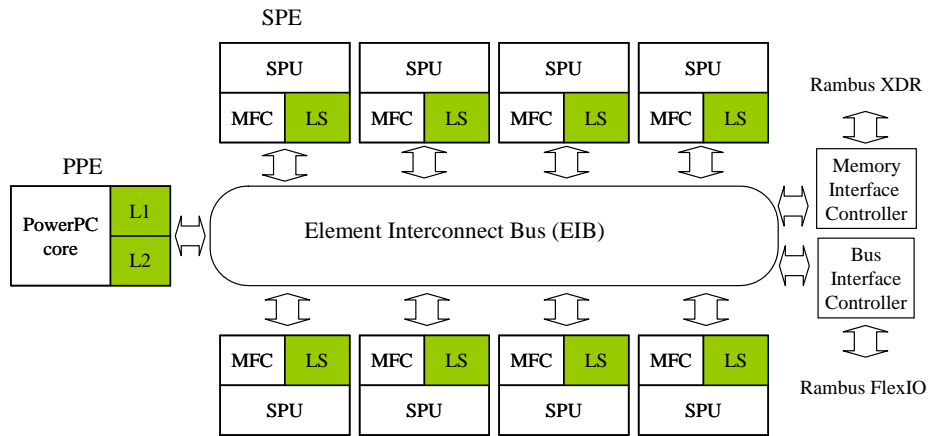 SPE
SPU SPU SPU SPU
MFC LS MFC LS MFC LS MFC LS
Rambus XDR
PPE
PowerPC
core
L1
L2
Element Interconnect Bus (EIB)
Memory
Interface
Controller
Bus
Interface
Controller
MFC LS MFC LS MFC LS MFC LS
SPU SPU SPU SPU
Rambus FlexIO